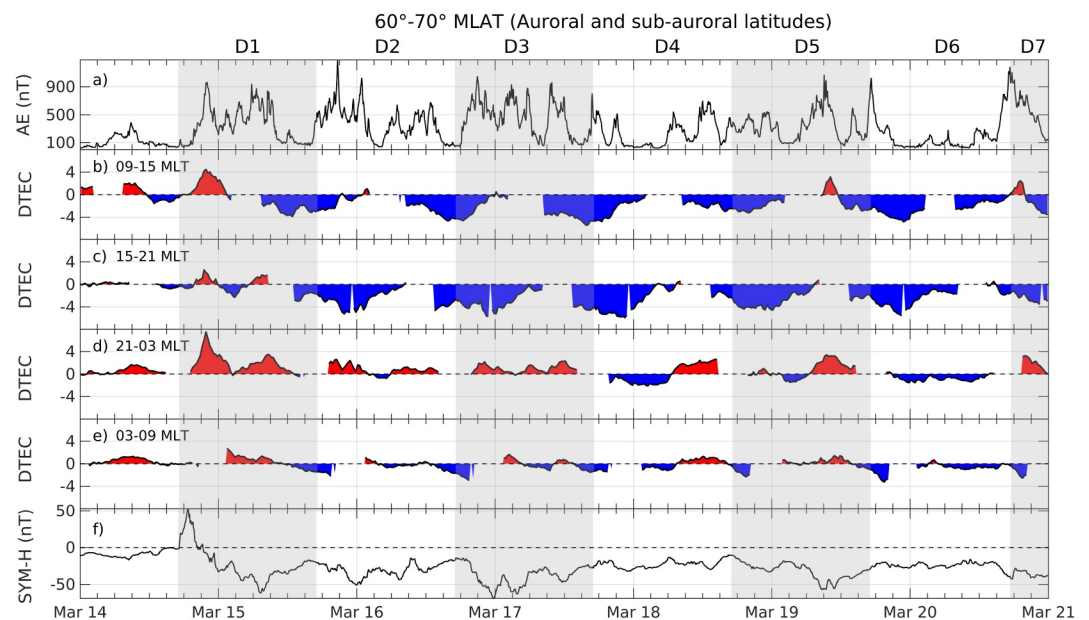 60°-70° MLAT (Auroral and sub-auroral latitudes)
D1 D2 D3 D4 D5 D6 D7
a)
AE (nT)
900
500
100
b) 09-15 MLT
DTEC
4
0
-4
c) 15-21 MLT
DTEC
4
0
-4
d) 21-03 MLT
DTEC
4
0
-4
e) 03-09 MLT
DTEC
4
0
-4
f)
SYM-H (nT)
50
0
-50
Mar 14 Mar 15 Mar 16 Mar 17 Mar 18 Mar 19 Mar 20 Mar 21